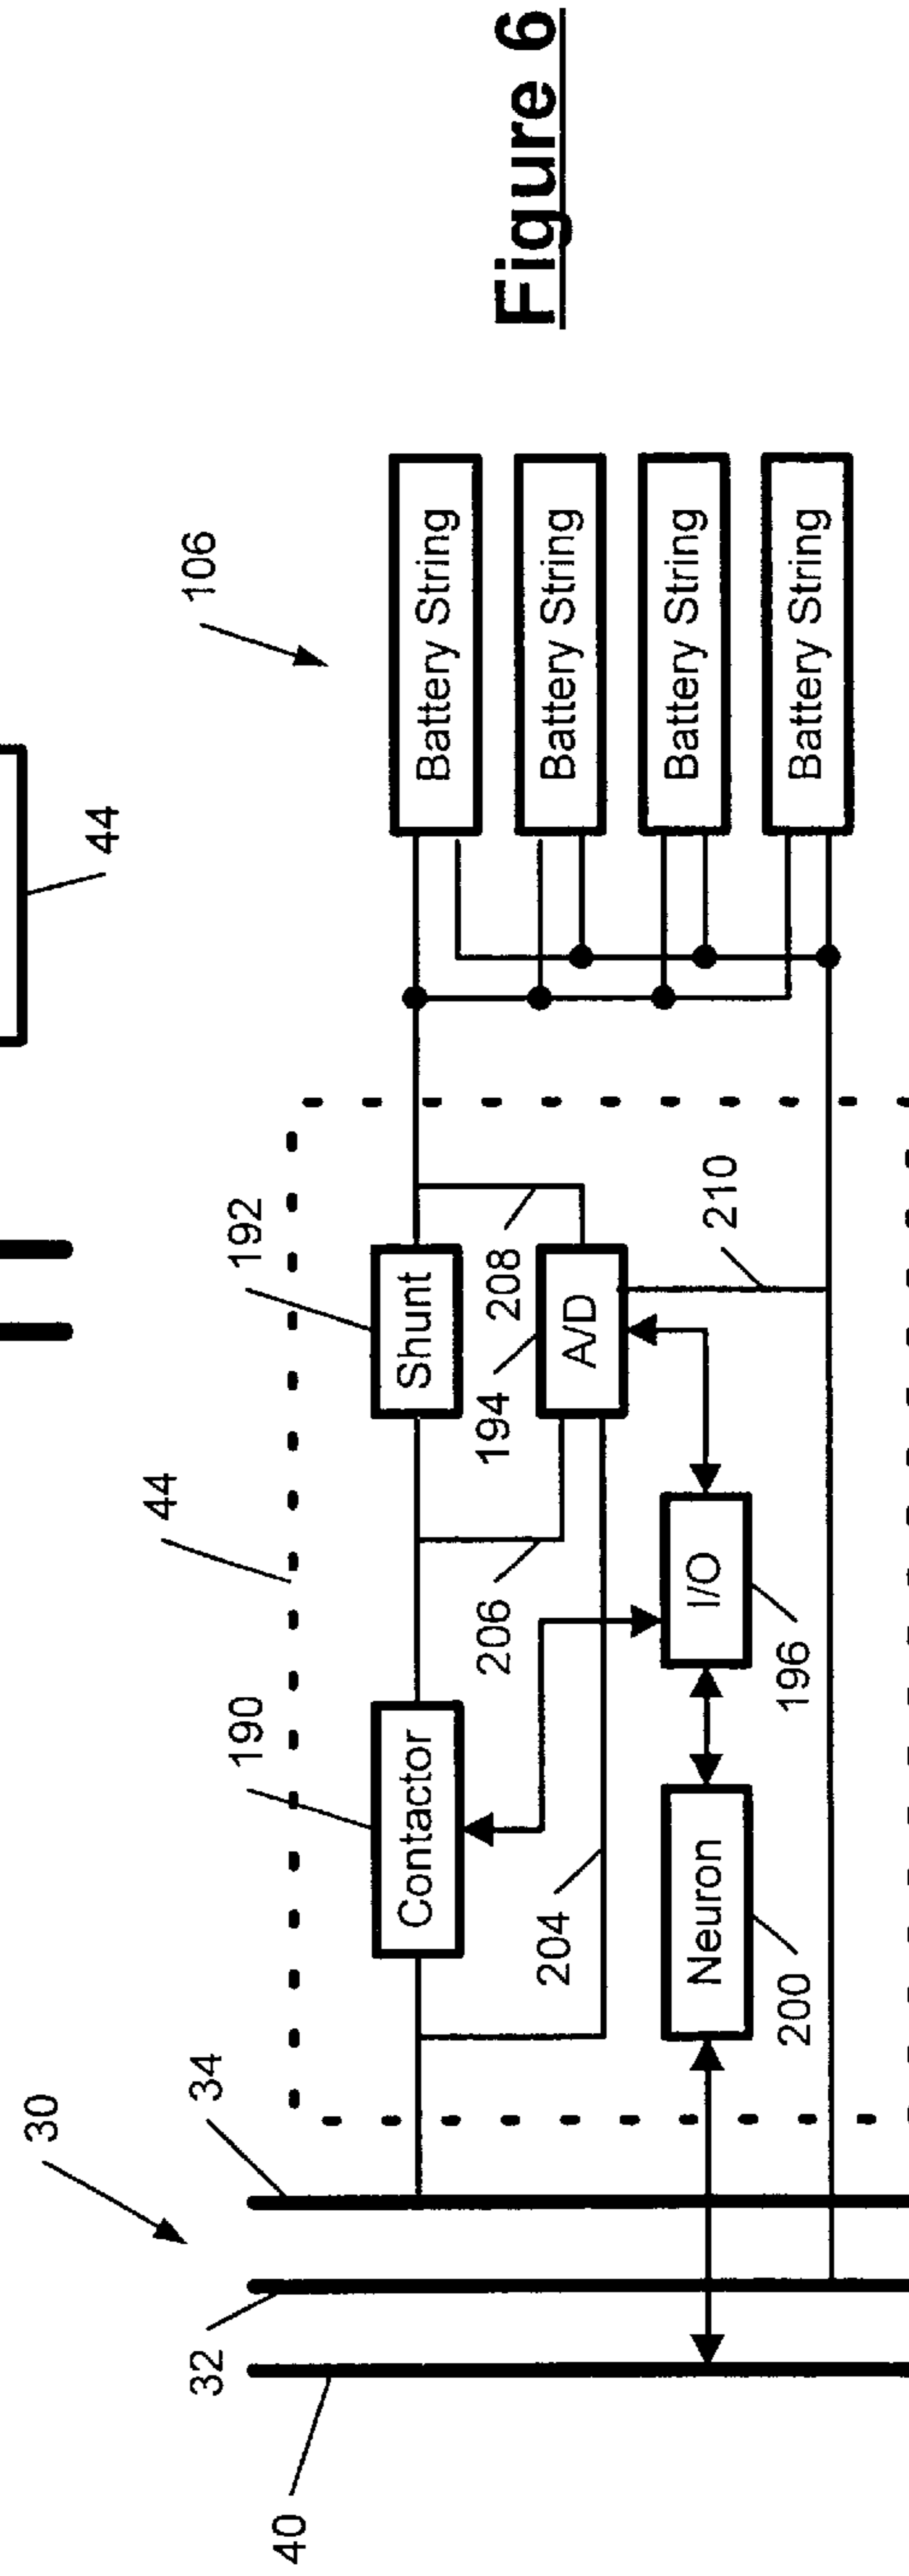 44
Figure 6
30
40
32
34
44
106
190
Contactor
192
Shunt
Battery String
206
194
208
A/D
Battery String
204
210
200
Neuron
196
I/O
Battery String
Battery String